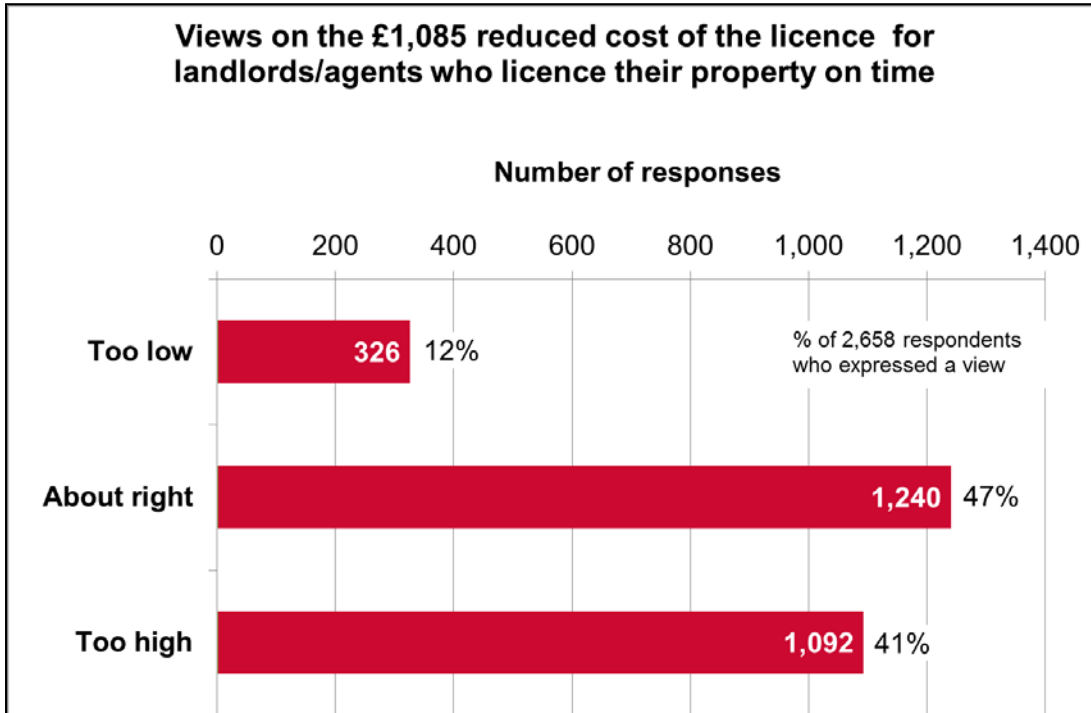 Views on the £1,085 reduced cost of the licence for
landlords/agents who licence their property on time
Number of responses
0 200 400 600 800 1,000 1,200 1,400
Too low 326 12%
% of 2,658 respondents
who expressed a view
About right 1,240 47%
Too high 1,092 41%